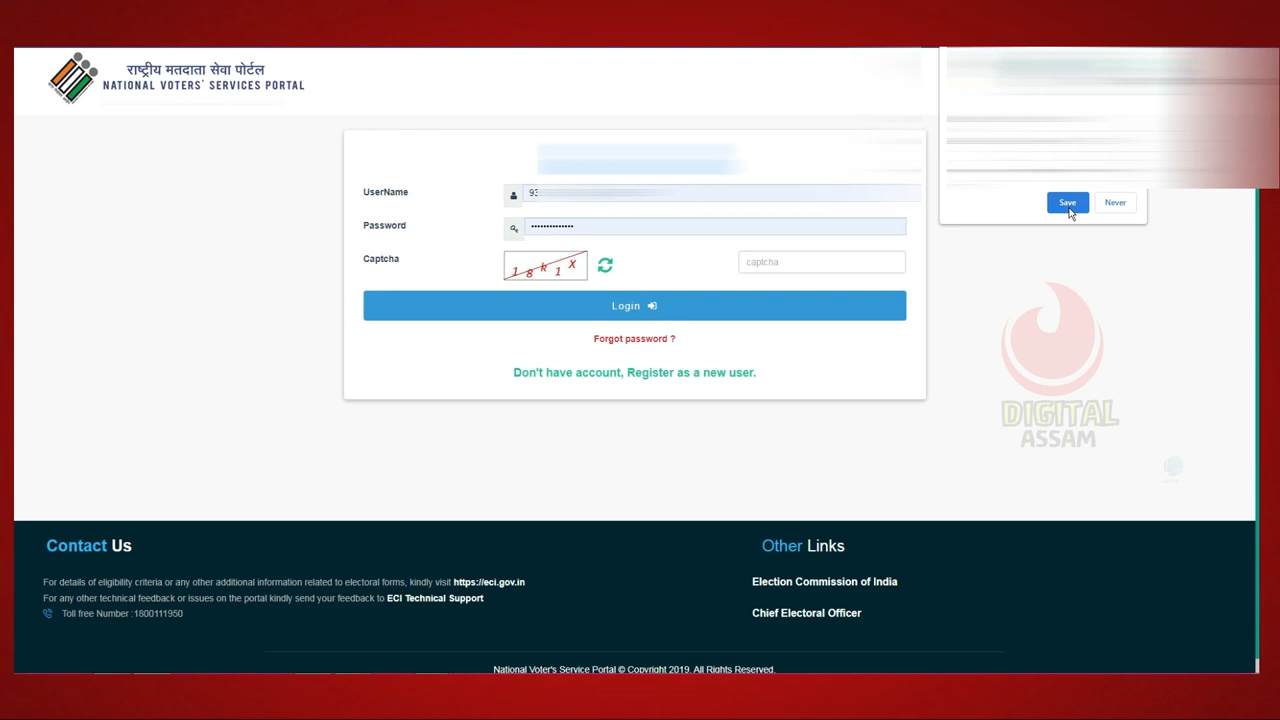 राष्ट्रीय मतदाता सेवा पोर्टल
NATIONAL VOTERS' SERVICES PORTAL
UserName
93
Password
Captcha
18k1X
captcha
Login
Forgot password ?
Don't have account, Register as a new user.
Save
Never
DIGITAL
ASSAM
Contact Us
For details of eligibility criteria or any other additional information related to electoral forms, kindly visit https://eci.gov.in
For any other technical feedback or issues on the portal kindly send your feedback to ECI Technical Support
Toll free Number :1800111950
Other Links
Election Commission of India
Chief Electoral Officer
National Voter's Service Portal © Copyright 2019. All Rights Reserved.